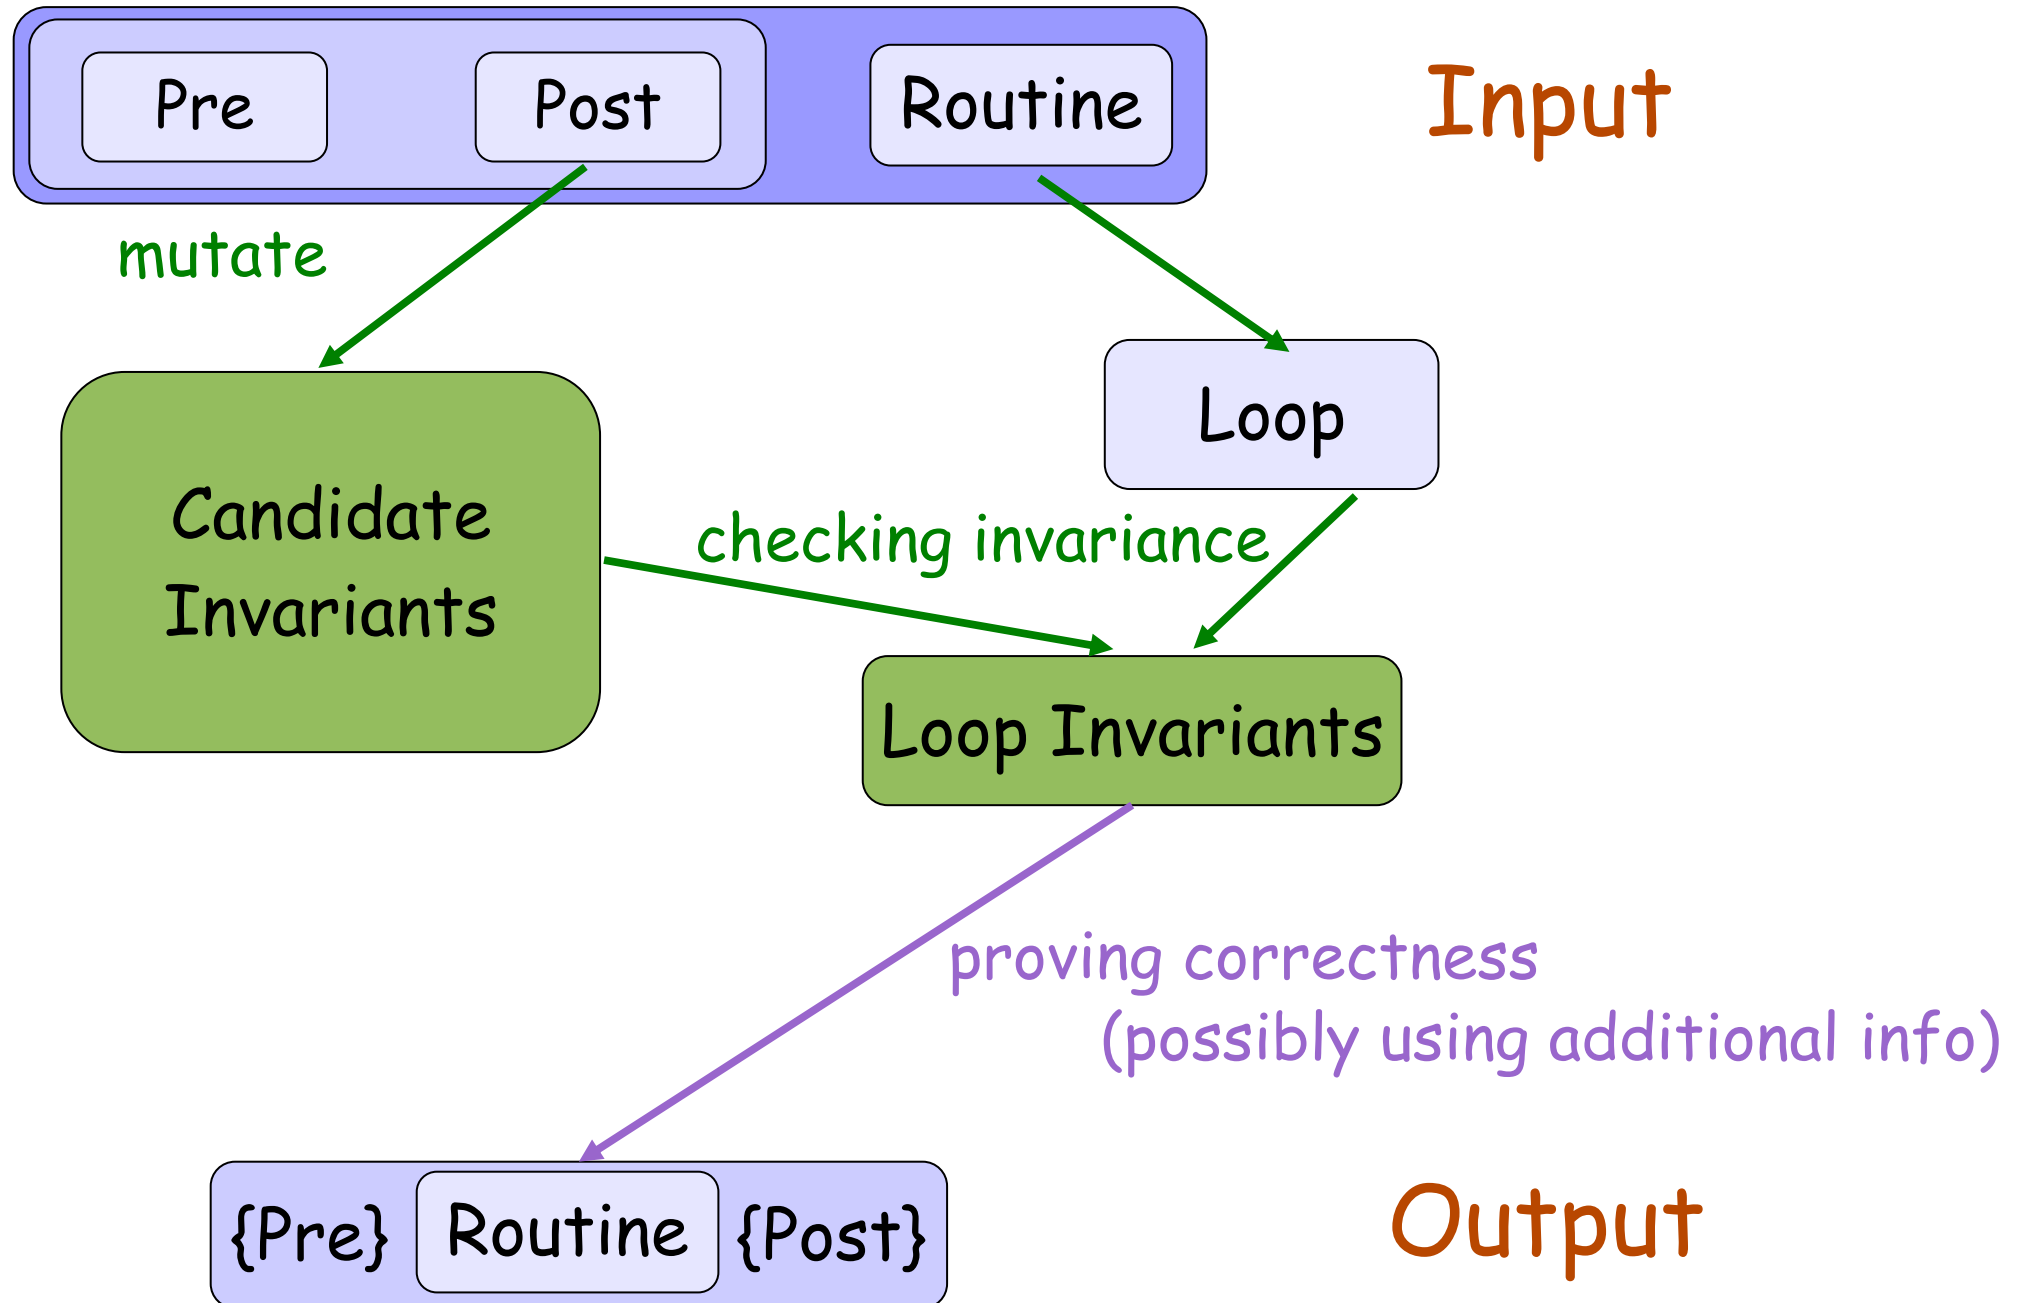 Pre Post Routine Input
mutate
Loop
Candidate
Invariants
checking invariance
Loop Invariants
proving correctness
(possibly using additional info)
{Pre} Routine {Post} Output